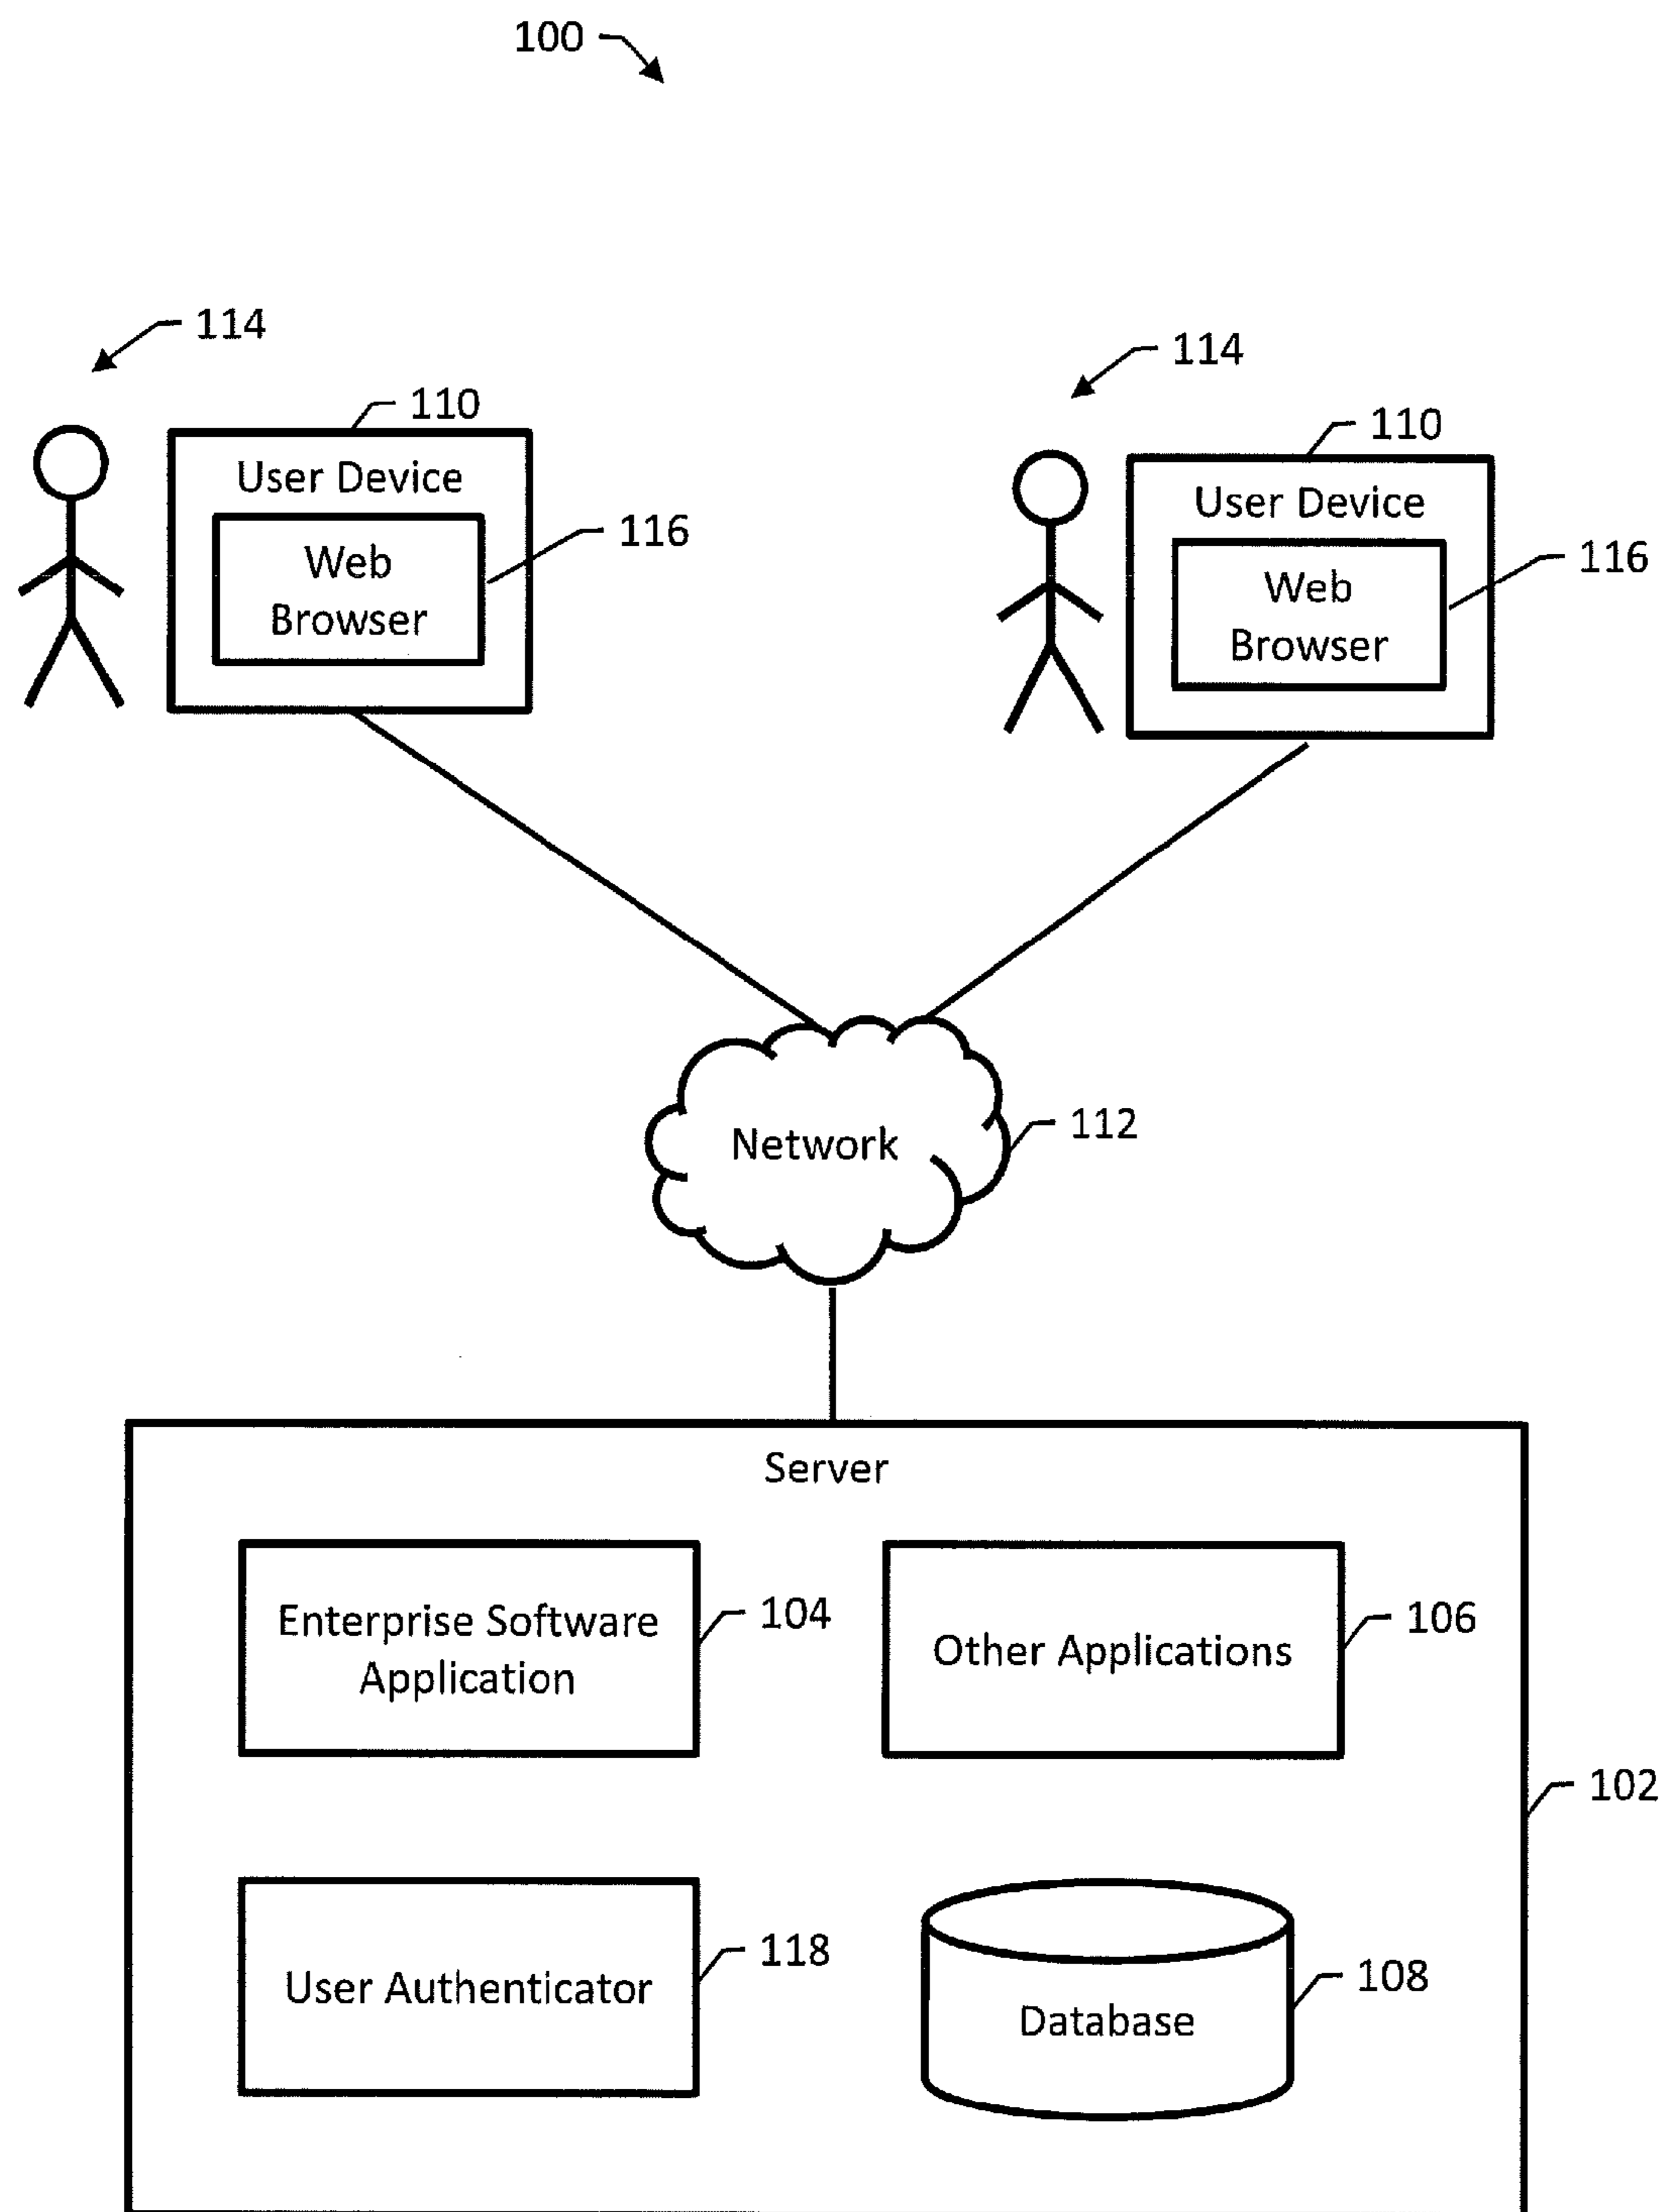 100
114
110
User Device
Web
Browser
116
114
110
User Device
Web
Browser
116
Network
112
Server
Enterprise Software
Application
104
Other Applications
106
102
User Authenticator
118
Database
108